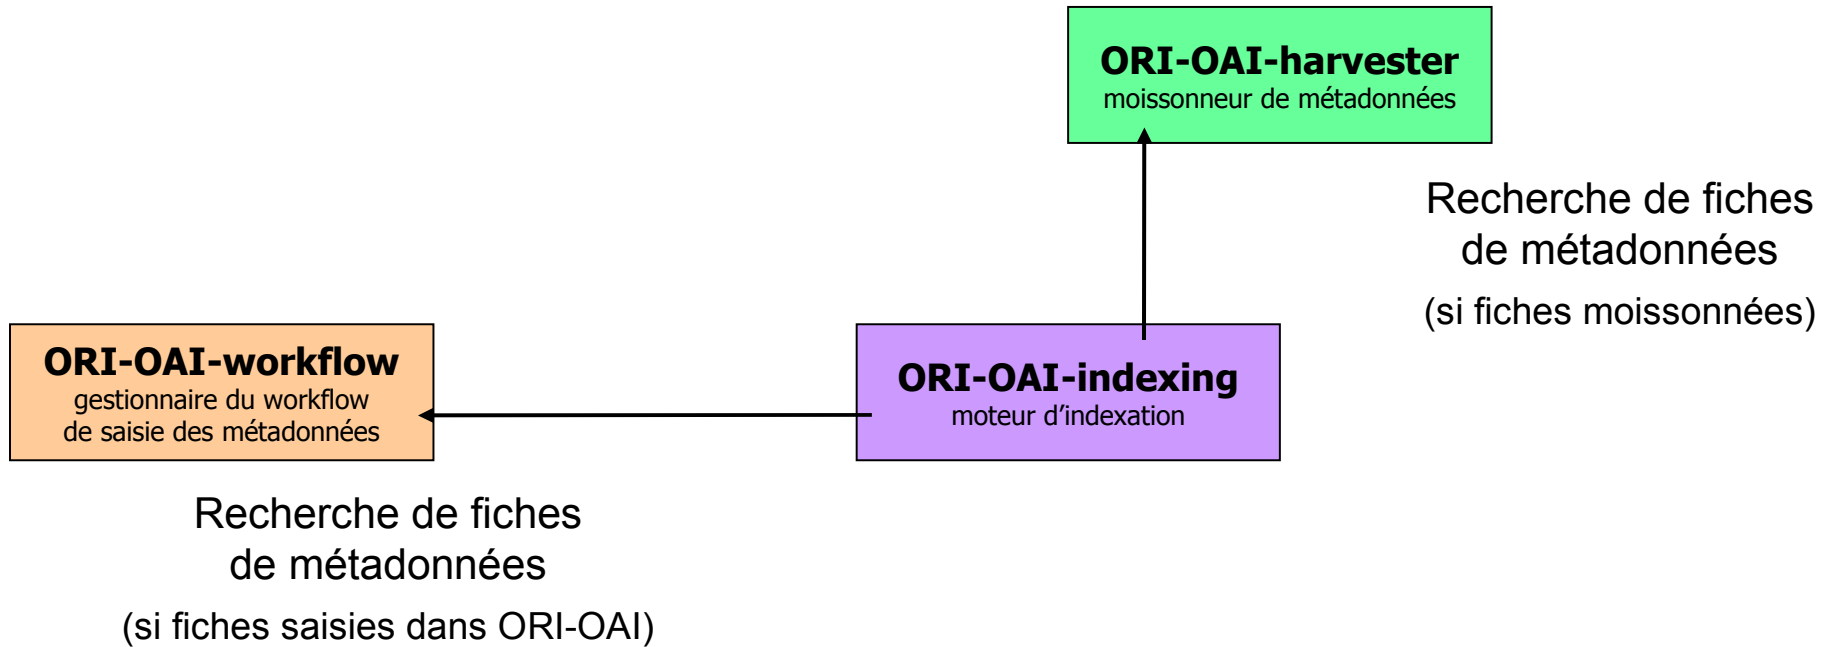 ORI-OAI-harvester
moissonneur de métadonnées
Recherche de fiches
de métadonnées
(si fiches moissonnées)
ORI-OAI-workflow
gestionnaire du workflow
de saisie des métadonnées
ORI-OAI-indexing
moteur d’indexation
Recherche de fiches
de métadonnées
(si fiches saisies dans ORI-OAI)